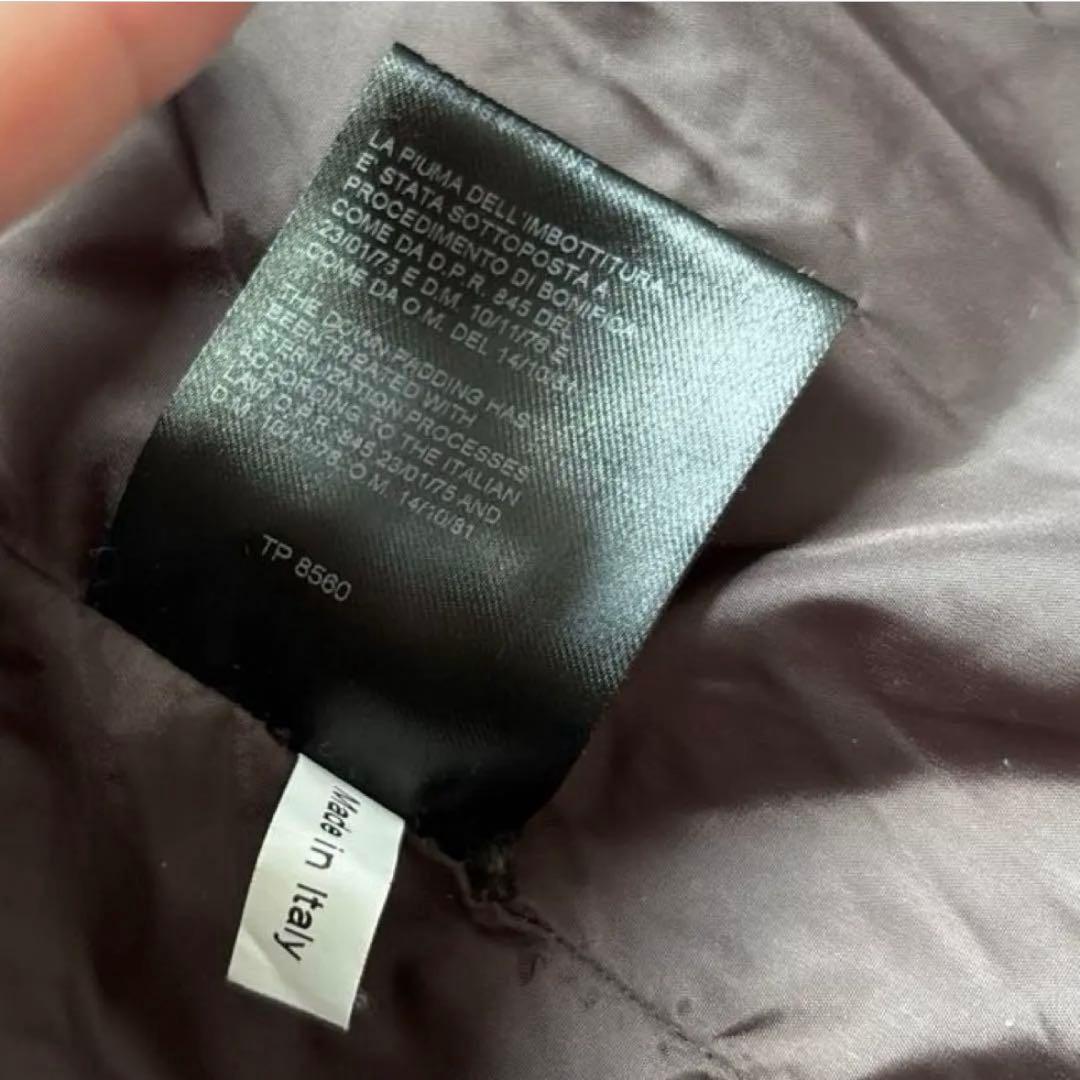 LA PIUMA DELL'IMBOTTITURA
E' STATA SOTTOPOSTA A
PROCEDIMENTO DI BONIFICA
COME DA D.P.R. 845 DEL
23/01/75 E D.M. 10/11/76 E
COME DA O.M. DEL 14/10/81
THE DOWN PADDING HAS
BEEN TREATED WITH
STERILIZATION PROCESSES
ACCORDING TO THE ITALIAN
LAW D.P.R. 845 23/01/75 AND
D.M. 10/11/76, O.M. 14/10/81
TP 8560
Made in Italy